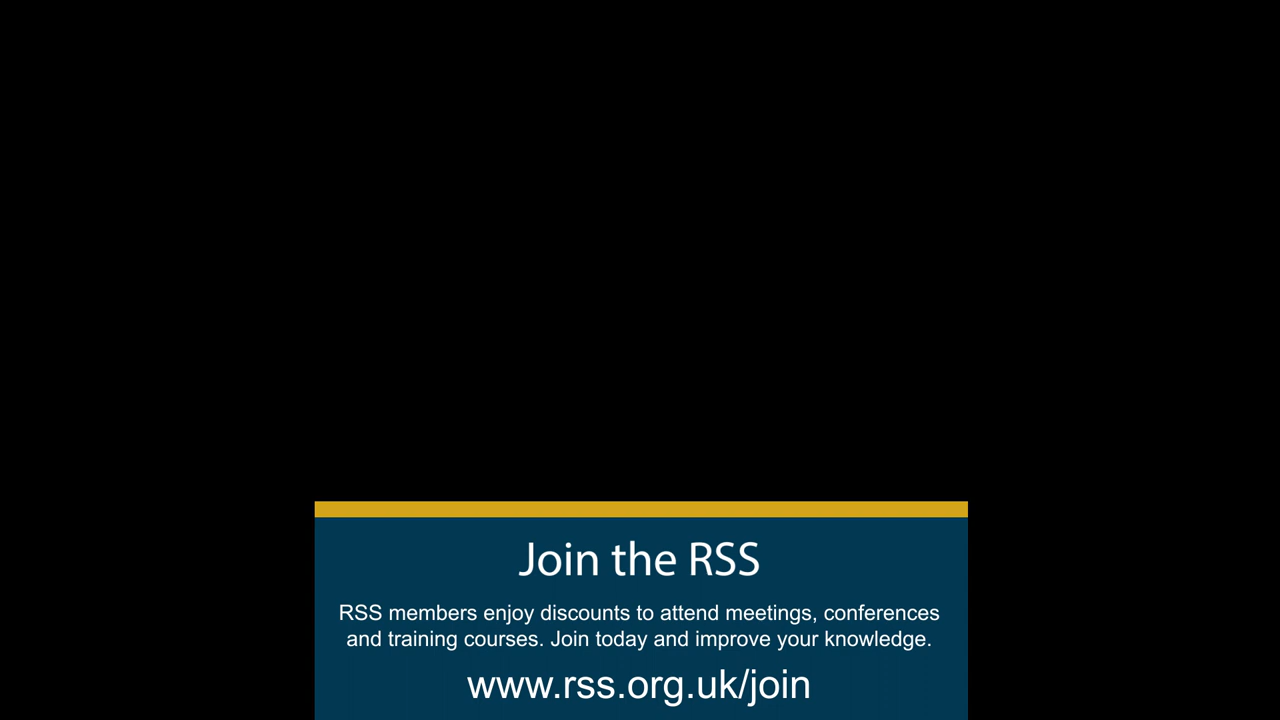 Join the RSS
RSS members enjoy discounts to attend meetings, conferences
and training courses. Join today and improve your knowledge.
www.rss.org.uk/join